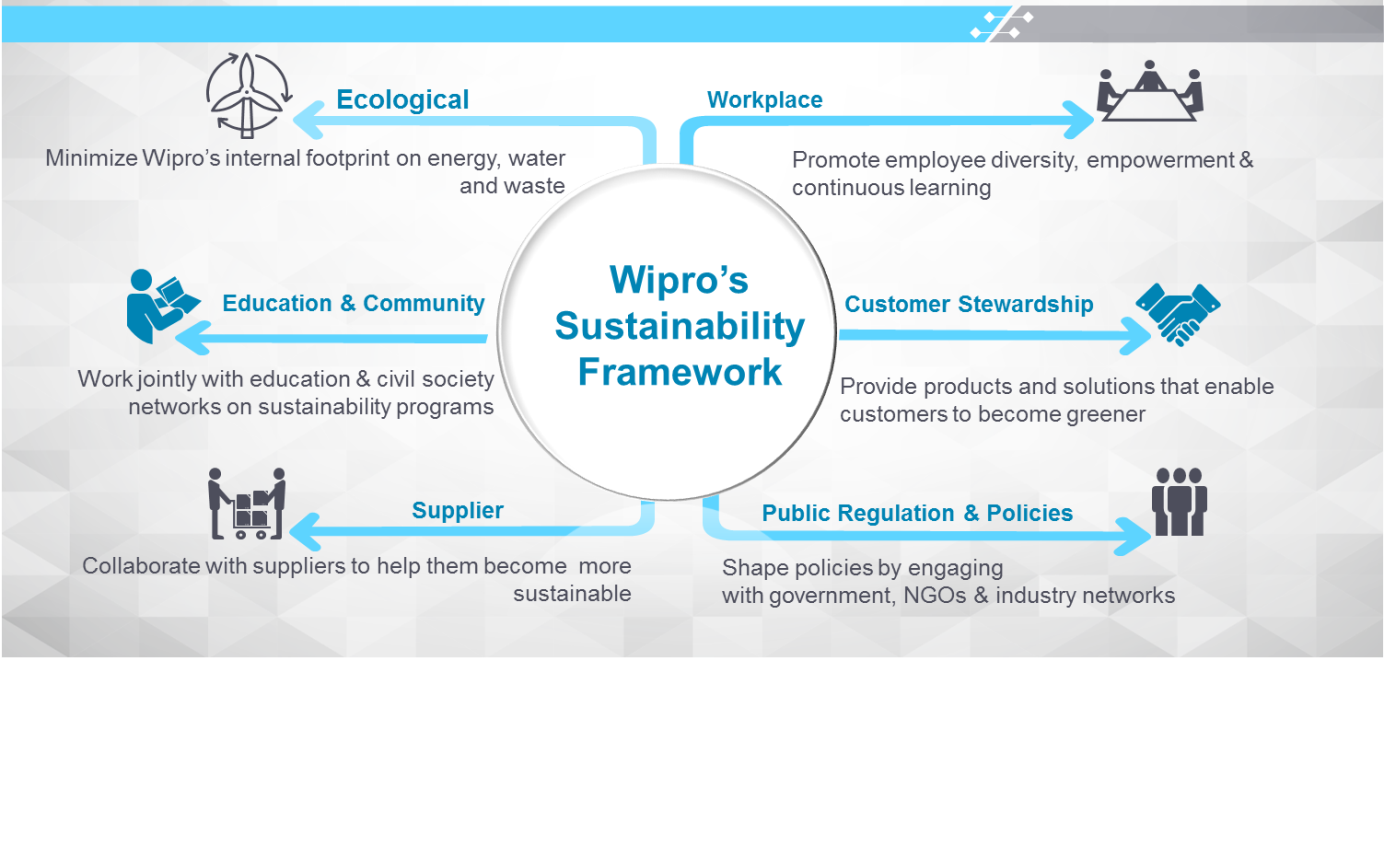 Ecological
Minimize Wipro’s internal footprint on energy, water
and waste
Workplace
Promote employee diversity, empowerment &
continuous learning
Wipro’s
Sustainability
Framework
Education & Community
Work jointly with education & civil society
networks on sustainability programs
Customer Stewardship
Provide products and solutions that enable
customers to become greener
Supplier
Collaborate with suppliers to help them become more
sustainable
Public Regulation & Policies
Shape policies by engaging
with government, NGOs & industry networks